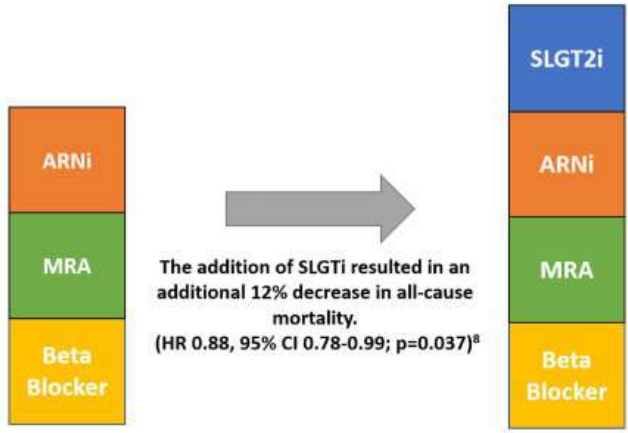 ARNi
MRA
Beta
Blocker
The addition of SLGTi resulted in an
additional 12% decrease in all-cause
mortality.
(HR 0.88, 95% CI 0.78-0.99; p=0.037)⁸
SLGT2i
ARNi
MRA
Beta
Blocker